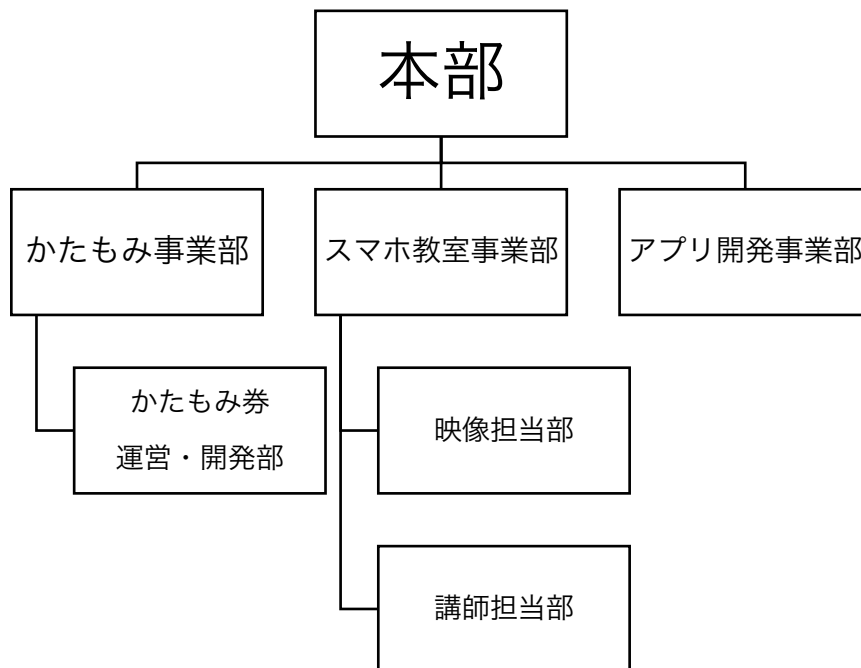 本部
かたもみ事業部
スマホ教室事業部
アプリ開発事業部
かたもみ券
運営・開発部
映像担当部
講師担当部